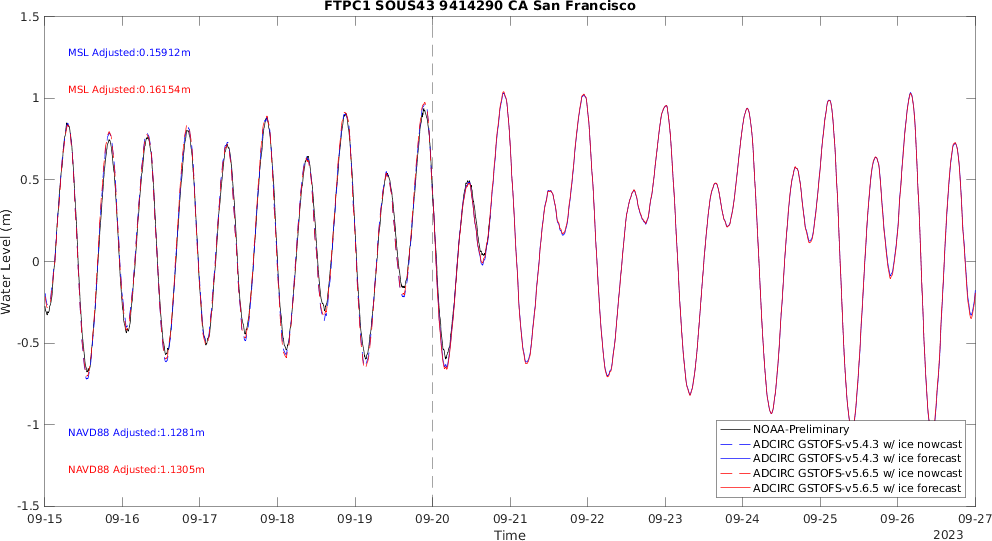 FTPC1 SOUS43 9414290 CA San Francisco
1.5
1
0.5
0
-0.5
-1
-1.5
Water Level (m)
MSL Adjusted:0.15912m
MSL Adjusted:0.16154m
NAVD88 Adjusted:1.1281m
NAVD88 Adjusted:1.1305m
NOAA-Preliminary
ADCIRC GSTOFS-v5.4.3 w/ ice nowcast
ADCIRC GSTOFS-v5.4.3 w/ ice forecast
ADCIRC GSTOFS-v5.6.5 w/ ice nowcast
ADCIRC GSTOFS-v5.6.5 w/ ice forecast
09-15 09-16 09-17 09-18 09-19 09-20 09-21 09-22 09-23 09-24 09-25 09-26 09-27
Time
2023